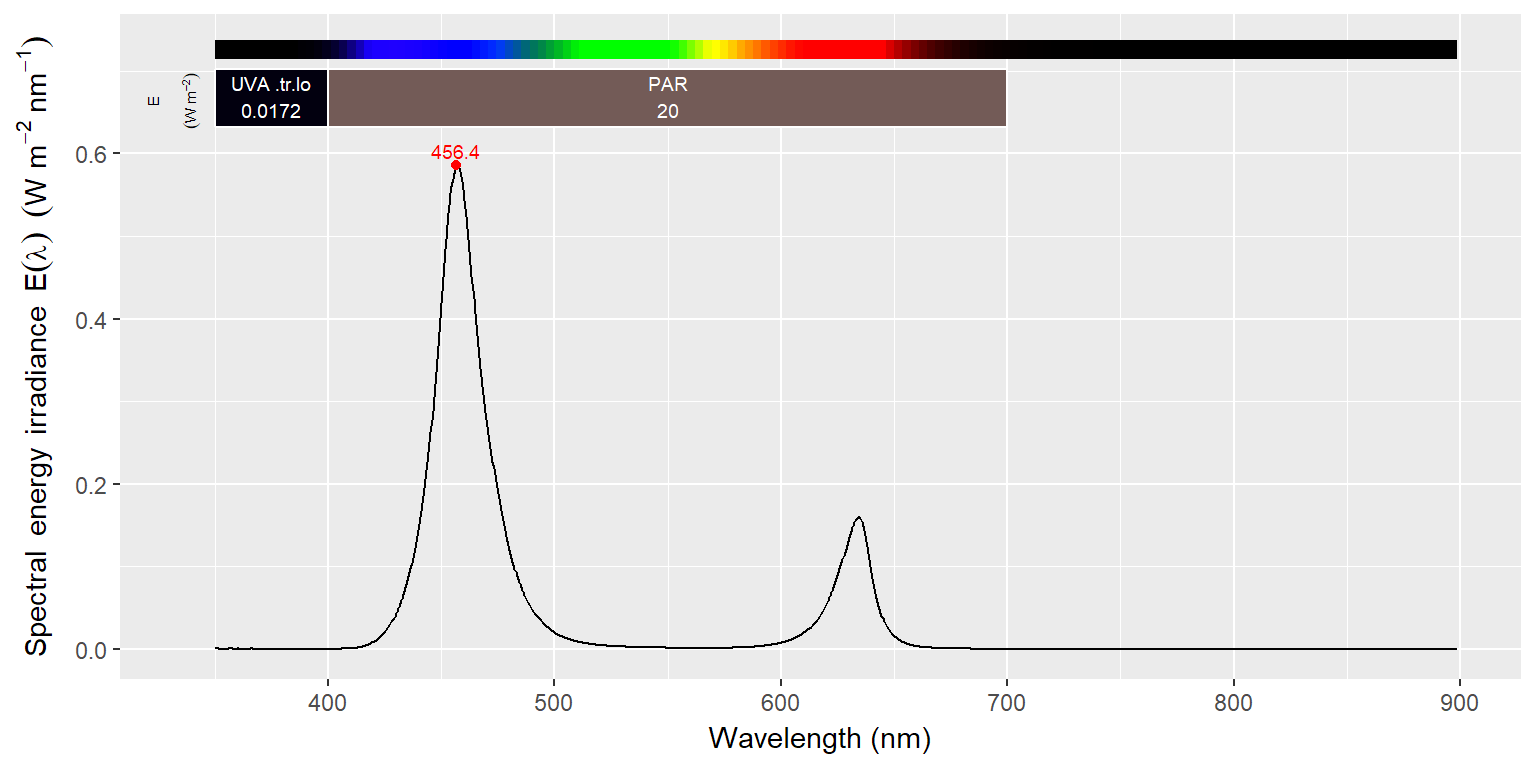 UVA .tr.lo
0.0172
PAR
20
E
(W m⁻²)
456.4
Spectral energy irradiance E(λ) (W m⁻² nm⁻¹)
0.6
0.4
0.2
0.0
400 500 600 700 800 900
Wavelength (nm)